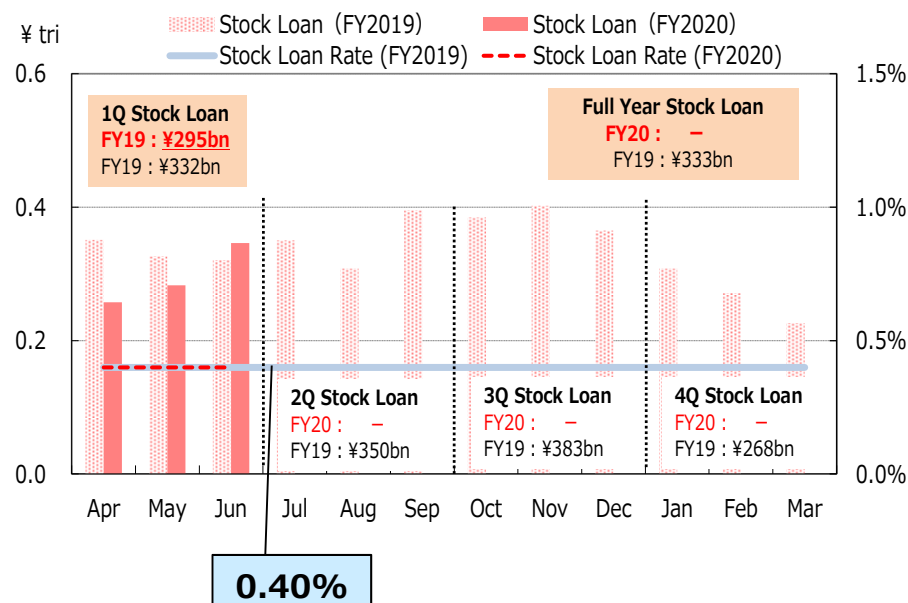 ¥ tri
Stock Loan (FY2019)
Stock Loan (FY2020)
Stock Loan Rate (FY2019)
Stock Loan Rate (FY2020)
0.6
1.5%
1Q Stock Loan
FY19 : ¥295bn
FY19 : ¥332bn
Full Year Stock Loan
FY20 : –
FY19 : ¥333bn
0.4
1.0%
0.2
0.5%
2Q Stock Loan
FY20 : –
FY19 : ¥350bn
3Q Stock Loan
FY20 : –
FY19 : ¥383bn
4Q Stock Loan
FY20 : –
FY19 : ¥268bn
0.0
0.0%
Apr May Jun Jul Aug Sep Oct Nov Dec Jan Feb Mar
0.40%